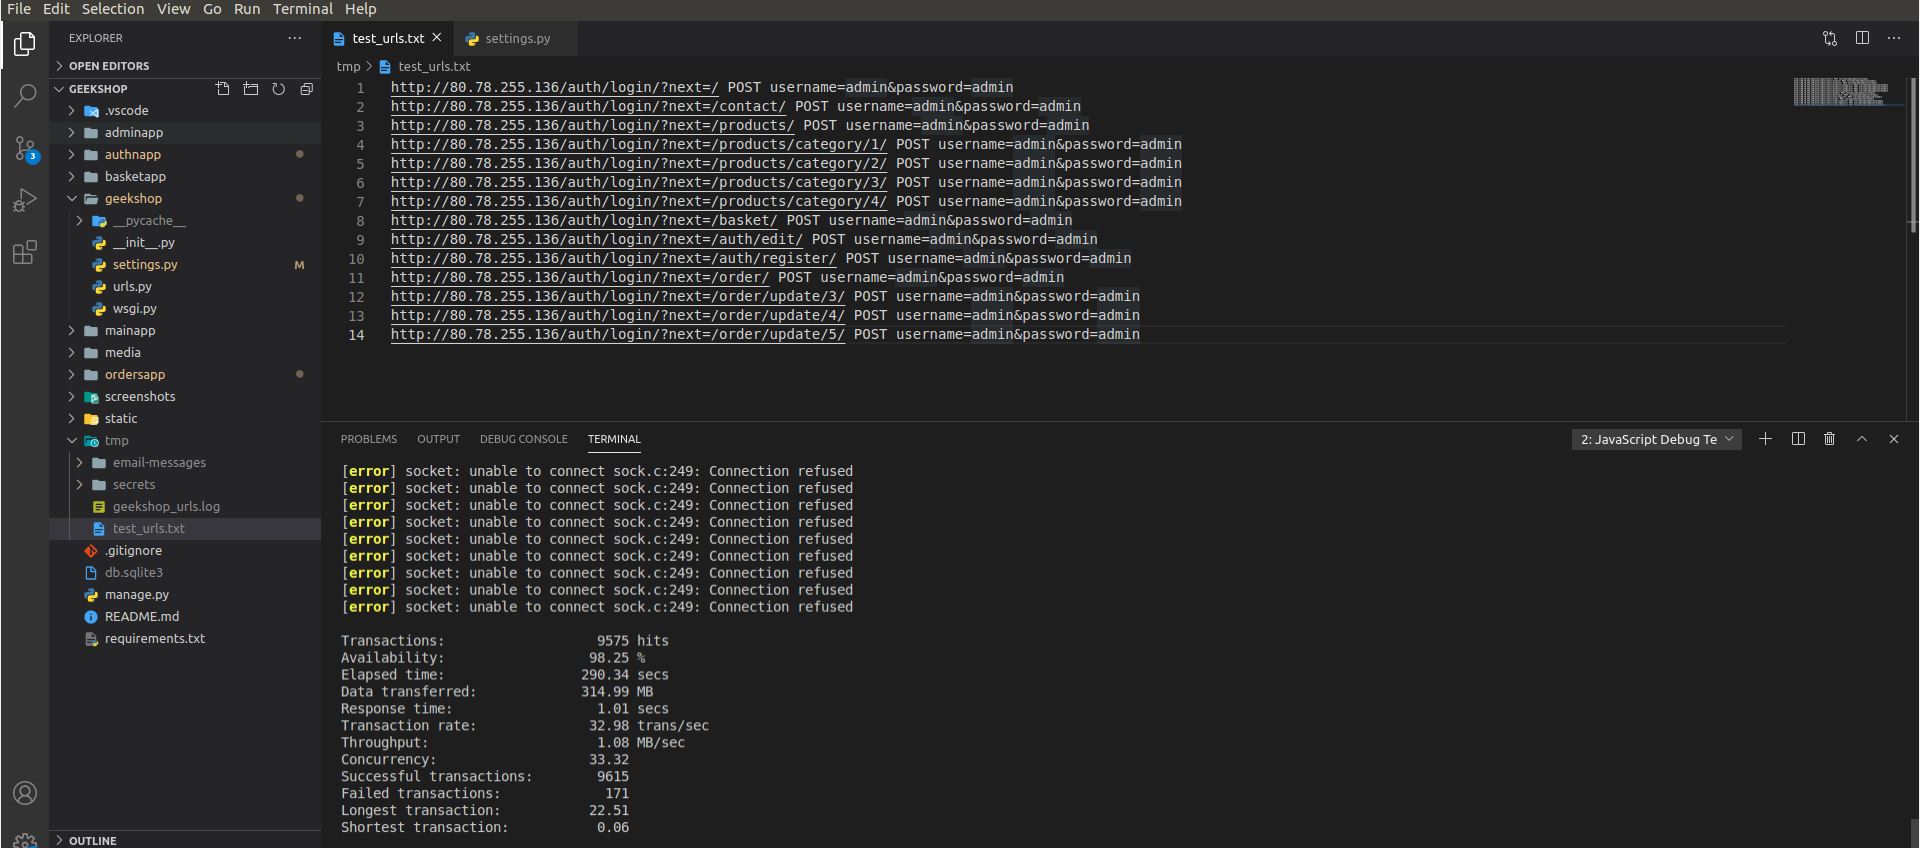 File Edit Selection View Go Run Terminal Help
EXPLORER
OPEN EDITORS
GEEKSHOP
.vscode
adminapp
authnapp
basketapp
geekshop
__pycache__
__init__.py
settings.py M
urls.py
wsgi.py
mainapp
media
ordersapp
screenshots
static
tmp
email-messages
secrets
geekshop_urls.log
test_urls.txt
.gitignore
db.sqlite3
manage.py
README.md
requirements.txt
OUTLINE
3
test_urls.txt settings.py
tmp > test_urls.txt
1 http://80.78.255.136/auth/login/?next=/ POST username=admin&password=admin
2 http://80.78.255.136/auth/login/?next=/contact/ POST username=admin&password=admin
3 http://80.78.255.136/auth/login/?next=/products/ POST username=admin&password=admin
4 http://80.78.255.136/auth/login/?next=/products/category/1/ POST username=admin&password=admin
5 http://80.78.255.136/auth/login/?next=/products/category/2/ POST username=admin&password=admin
6 http://80.78.255.136/auth/login/?next=/products/category/3/ POST username=admin&password=admin
7 http://80.78.255.136/auth/login/?next=/products/category/4/ POST username=admin&password=admin
8 http://80.78.255.136/auth/login/?next=/basket/ POST username=admin&password=admin
9 http://80.78.255.136/auth/login/?next=/auth/edit/ POST username=admin&password=admin
10 http://80.78.255.136/auth/login/?next=/auth/register/ POST username=admin&password=admin
11 http://80.78.255.136/auth/login/?next=/order/ POST username=admin&password=admin
12 http://80.78.255.136/auth/login/?next=/order/update/3/ POST username=admin&password=admin
13 http://80.78.255.136/auth/login/?next=/order/update/4/ POST username=admin&password=admin
14 http://80.78.255.136/auth/login/?next=/order/update/5/ POST username=admin&password=admin
PROBLEMS OUTPUT DEBUG CONSOLE TERMINAL 2: JavaScript Debug Te
[error] socket: unable to connect sock.c:249: Connection refused
[error] socket: unable to connect sock.c:249: Connection refused
[error] socket: unable to connect sock.c:249: Connection refused
[error] socket: unable to connect sock.c:249: Connection refused
[error] socket: unable to connect sock.c:249: Connection refused
[error] socket: unable to connect sock.c:249: Connection refused
[error] socket: unable to connect sock.c:249: Connection refused
[error] socket: unable to connect sock.c:249: Connection refused
[error] socket: unable to connect sock.c:249: Connection refused
Transactions: 9575 hits
Availability: 98.25 %
Elapsed time: 290.34 secs
Data transferred: 314.99 MB
Response time: 1.01 secs
Transaction rate: 32.98 trans/sec
Throughput: 1.08 MB/sec
Concurrency: 33.32
Successful transactions: 9615
Failed transactions: 171
Longest transaction: 22.51
Shortest transaction: 0.06